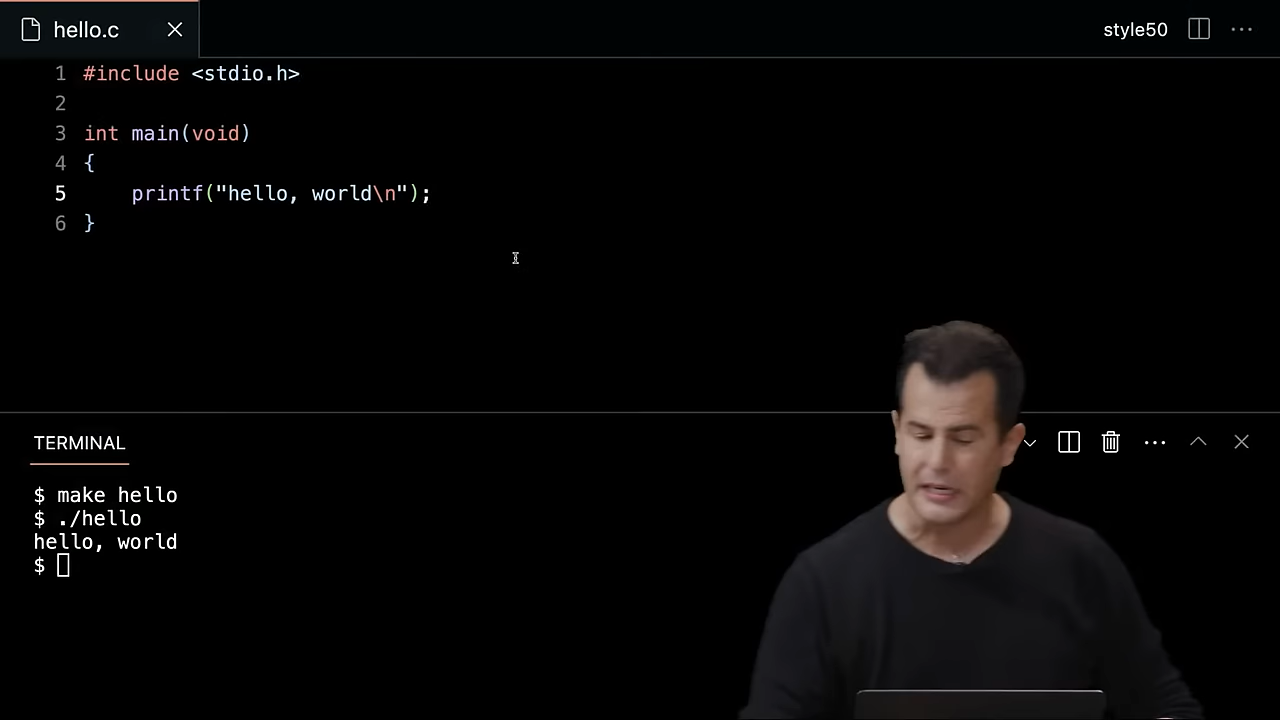 hello.c
style50
1 #include <stdio.h>
2
3 int main(void)
4 {
5     printf("hello, world\n");
6 }
TERMINAL
$ make hello
$ ./hello
hello, world
$